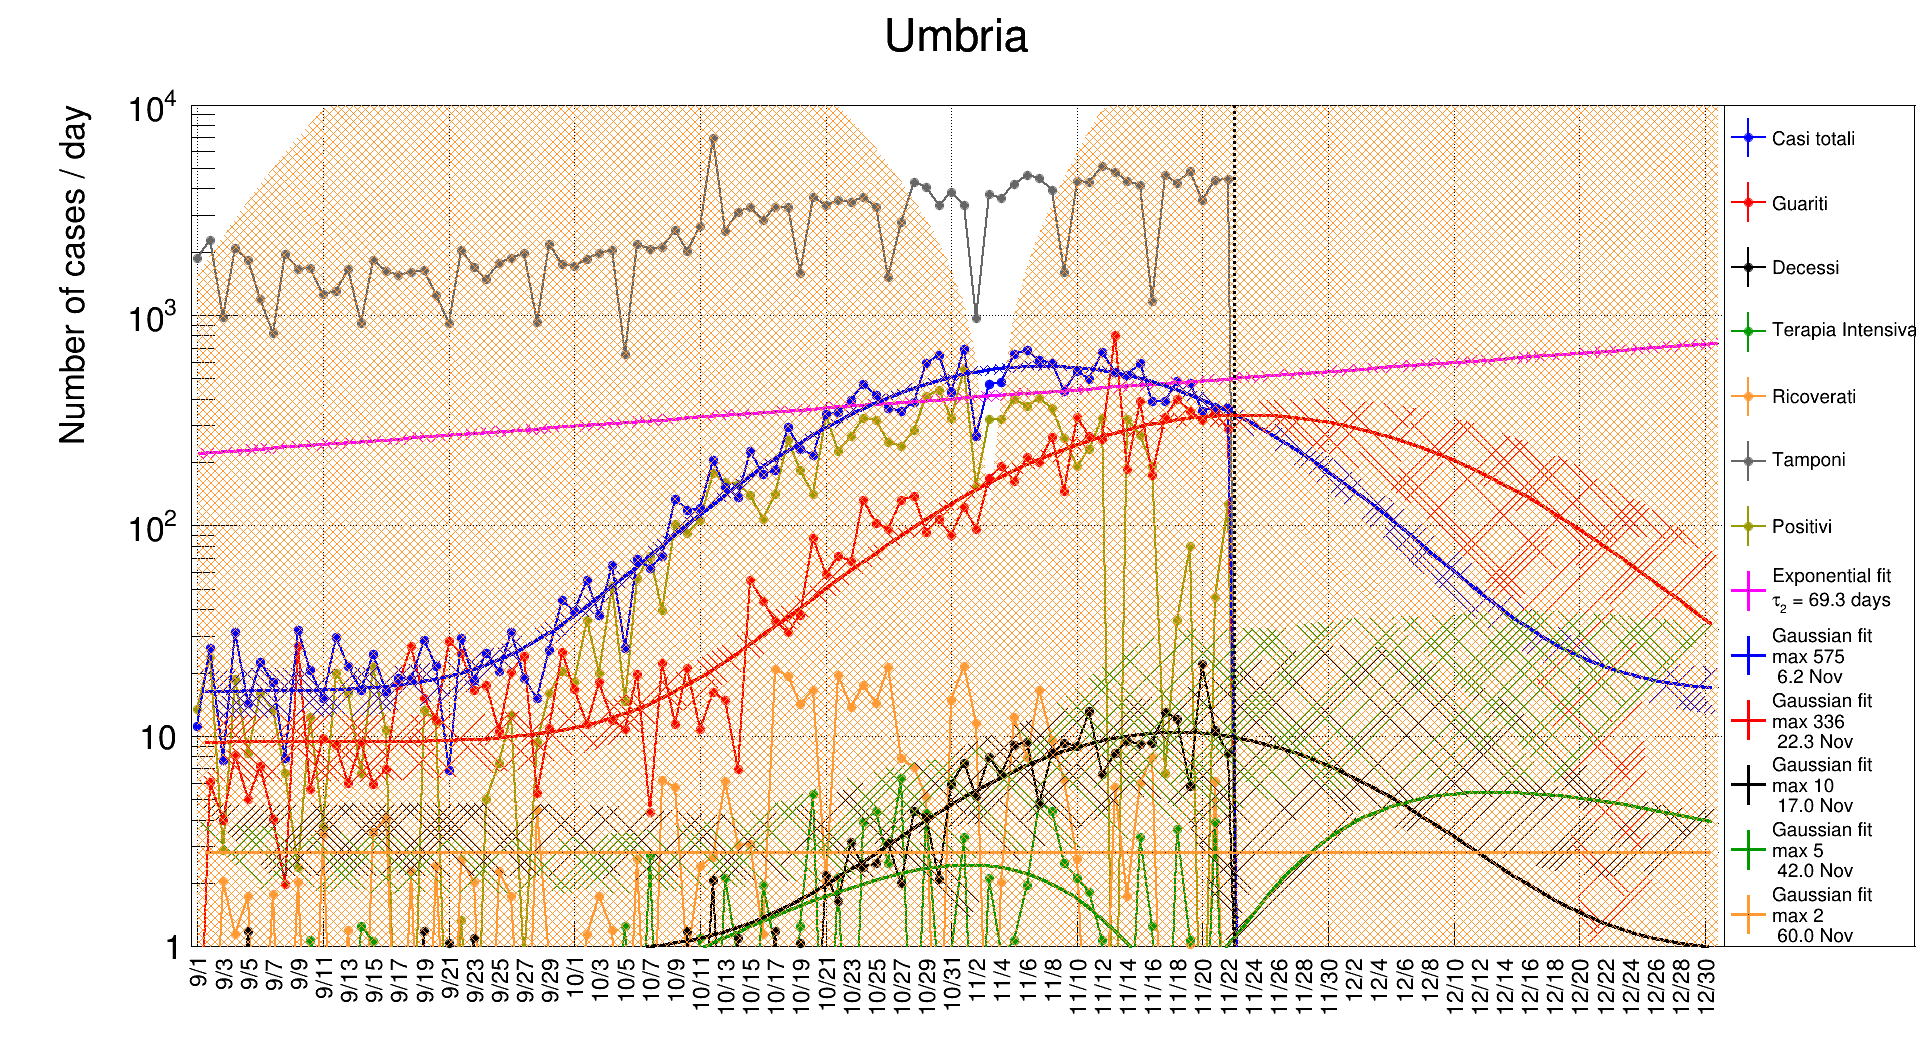 Umbria
Number of cases / day
10^4
10^3
10^2
10
1
9/1
9/3
9/5
9/7
9/9
9/11
9/13
9/15
9/17
9/19
9/21
9/23
9/25
9/27
9/29
10/1
10/3
10/5
10/7
10/9
10/11
10/13
10/15
10/17
10/19
10/21
10/23
10/25
10/27
10/29
10/31
11/2
11/4
11/6
11/8
11/10
11/12
11/14
11/16
11/18
11/20
11/22
11/24
11/26
11/28
11/30
12/2
12/4
12/6
12/8
12/10
12/12
12/14
12/16
12/18
12/20
12/22
12/24
12/26
12/28
12/30
Casi totali
Guariti
Decessi
Terapia Intensiva
Ricoverati
Tamponi
Positivi
Exponential fit
τ₂ = 69.3 days
Gaussian fit
max 575
6.2 Nov
Gaussian fit
max 336
22.3 Nov
Gaussian fit
max 10
17.0 Nov
Gaussian fit
max 5
42.0 Nov
Gaussian fit
max 2
60.0 Nov